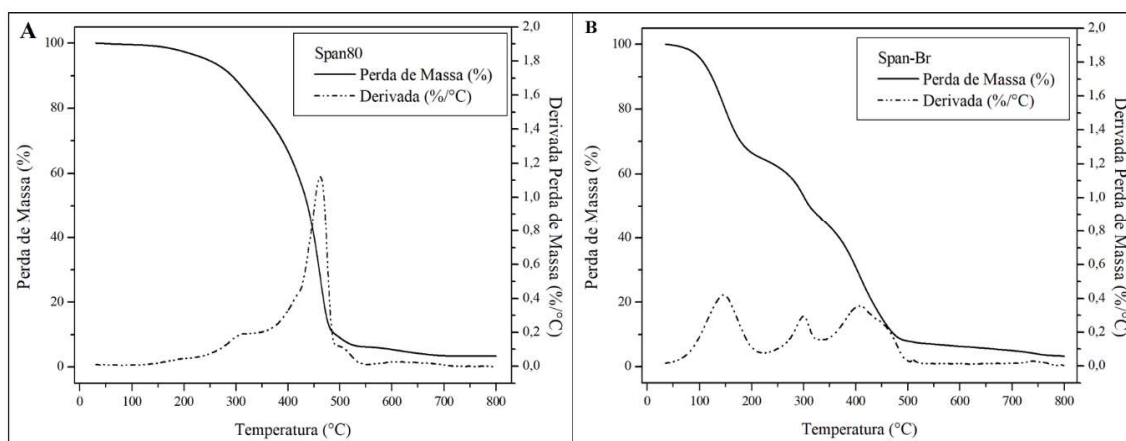 A
Span80
Perda de Massa (%)
Derivada (%/°C)
Perda de Massa (%)
100
80
60
40
20
0
0 100 200 300 400 500 600 700 800
Temperatura (°C)
2,0
1,8
1,6
1,4
1,2
1,0
0,8
0,6
0,4
0,2
0,0
Derivada Perda de
Massa (%/°C)
B
Span-Br
Perda de Massa (%)
Derivada (%/°C)
Perda de Massa (%)
100
80
60
40
20
0
0 100 200 300 400 500 600 700 800
Temperatura (°C)
2,0
1,8
1,6
1,4
1,2
1,0
0,8
0,6
0,4
0,2
0,0
Derivada Perda de
Massa (%/°C)